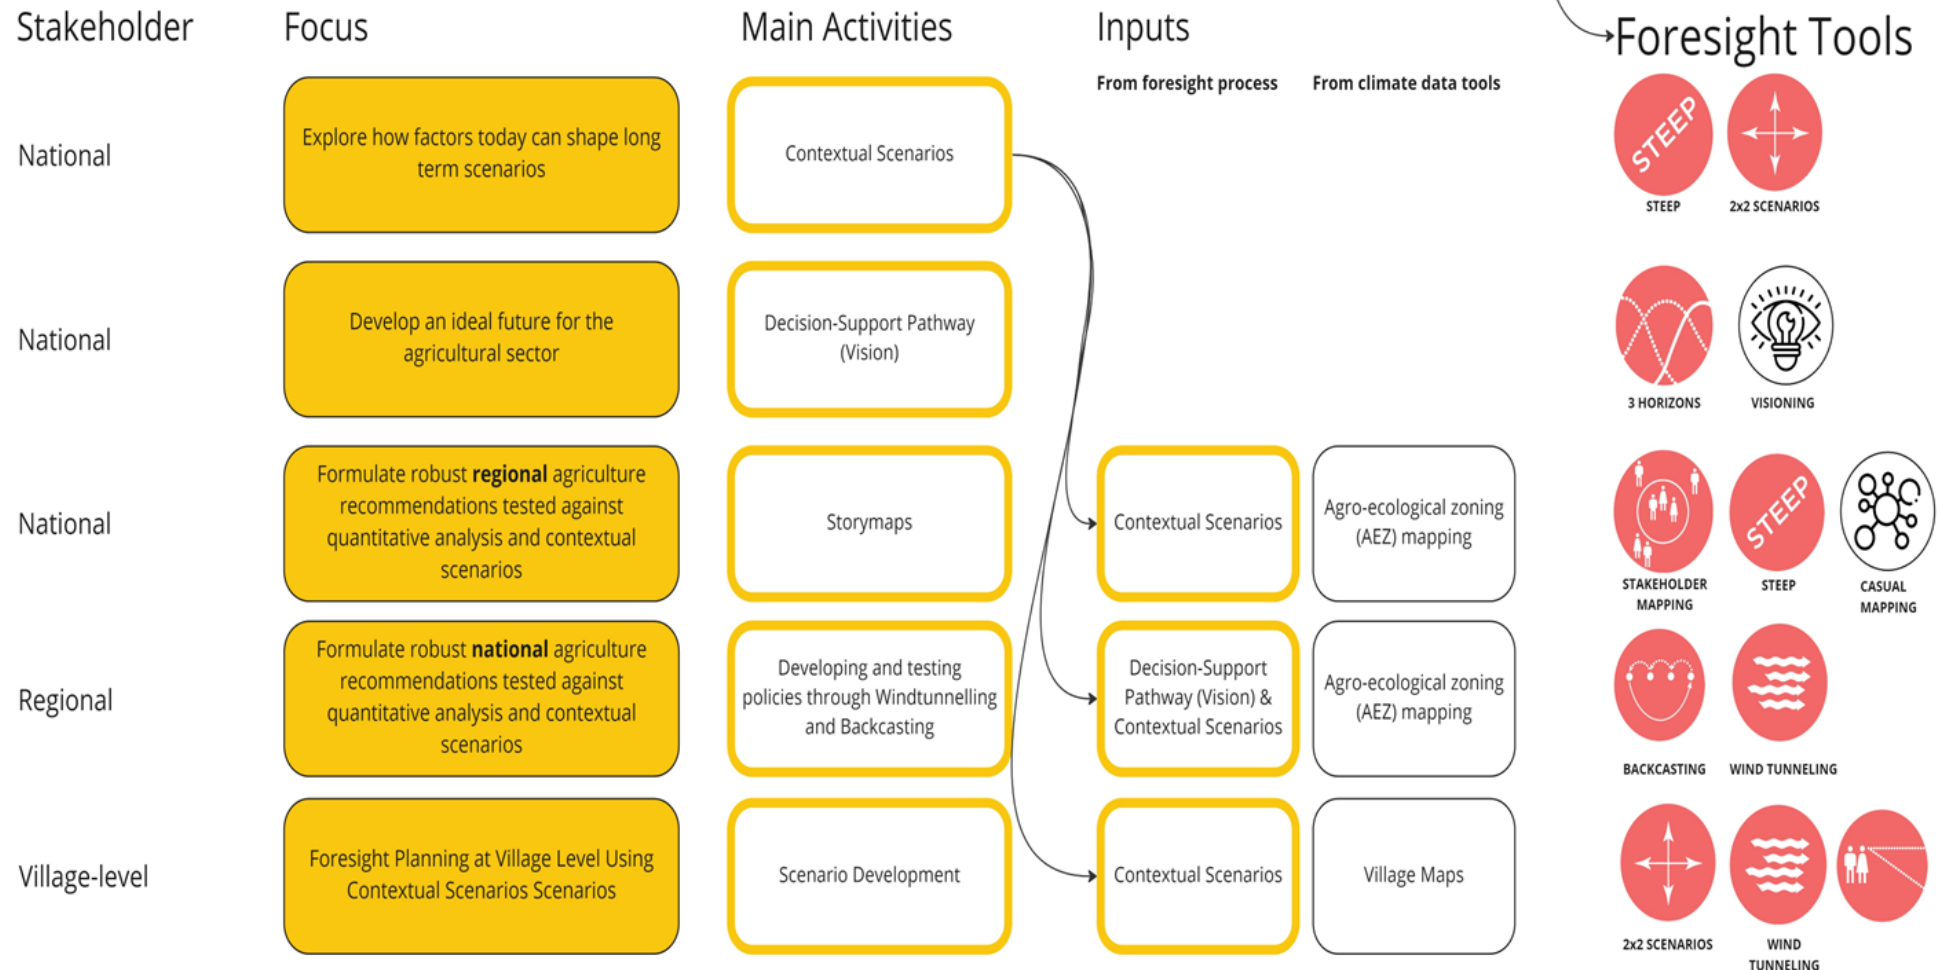 Stakeholder
Focus
Main Activities
Inputs
Foresight Tools
From foresight process
From climate data tools
National
Explore how factors today can shape long
term scenarios
Contextual Scenarios
STEEP
STEEP
2x2 SCENARIOS
National
Develop an ideal future for the
agricultural sector
Decision-Support Pathway
(Vision)
3 HORIZONS
VISIONING
National
Formulate robust regional agriculture
recommendations tested against
quantitative analysis and contextual
scenarios
Storymaps
Contextual Scenarios
Agro-ecological zoning
(AEZ) mapping
STAKEHOLDER
MAPPING
STEEP
STEEP
CASUAL
MAPPING
Regional
Formulate robust national agriculture
recommendations tested against
quantitative analysis and contextual
scenarios
Developing and testing
policies through Windtunnelling
and Backcasting
Decision-Support
Pathway (Vision) &
Contextual Scenarios
Agro-ecological zoning
(AEZ) mapping
BACKCASTING
WIND TUNNELING
Village-level
Foresight Planning at Village Level Using
Contextual Scenarios Scenarios
Scenario Development
Contextual Scenarios
Village Maps
2x2 SCENARIOS
WIND
TUNNELING